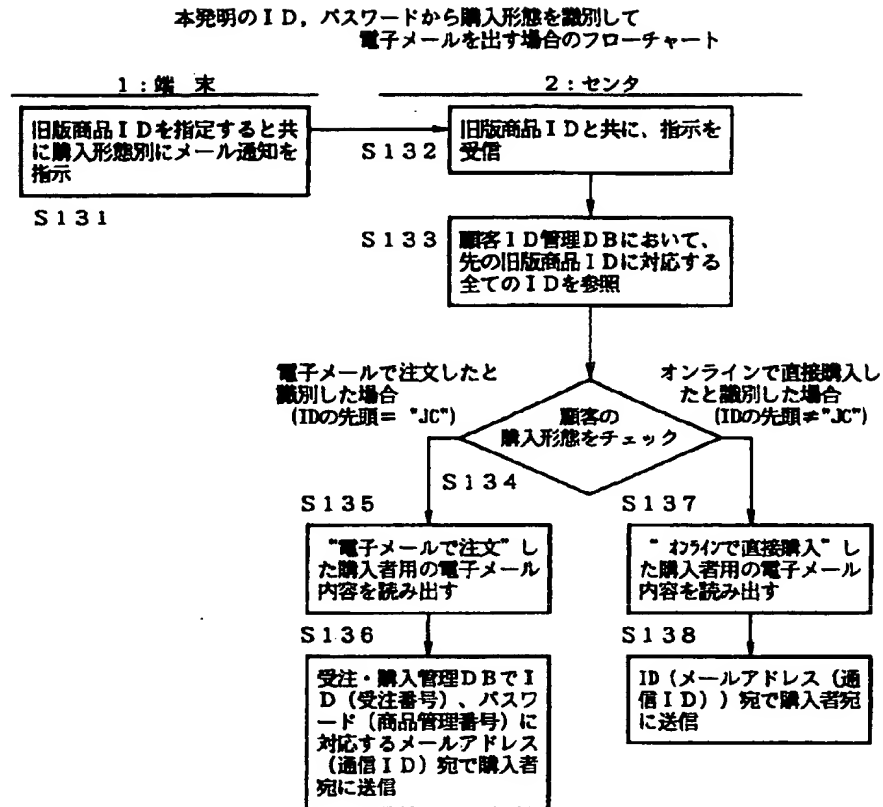 本発明のＩＤ，パスワードから購入形態を識別して
電子メールを出す場合のフローチャート
1：端　末
2：センタ
旧版商品ＩＤを指定すると共
に購入形態別にメール通知を
指示
S131
旧版商品ＩＤと共に、指示を
受信
S132
S133
顧客ＩＤ管理ＤＢにおいて、
先の旧版商品ＩＤに対応する
全てのＩＤを参照
電子メールで注文したと
識別した場合
(IDの先頭＝ "JC")
オンラインで直接購入し
たと識別した場合
(IDの先頭≠"JC")
顧客の
購入形態をチェック
S134
S135
"電子メールで注文"し
た購入者用の電子メール
内容を読み出す
S136
受注・購入管理ＤＢでＩ
Ｄ（受注番号）、パスワ
ード（商品管理番号）に
対応するメールアドレス
（通信ＩＤ）宛で購入者
宛に送信
S137
"ｵﾝﾗｲﾝで直接購入"し
た購入者用の電子メール
内容を読み出す
S138
ID（メールアドレス（通
信ＩＤ））宛で購入者宛
に送信